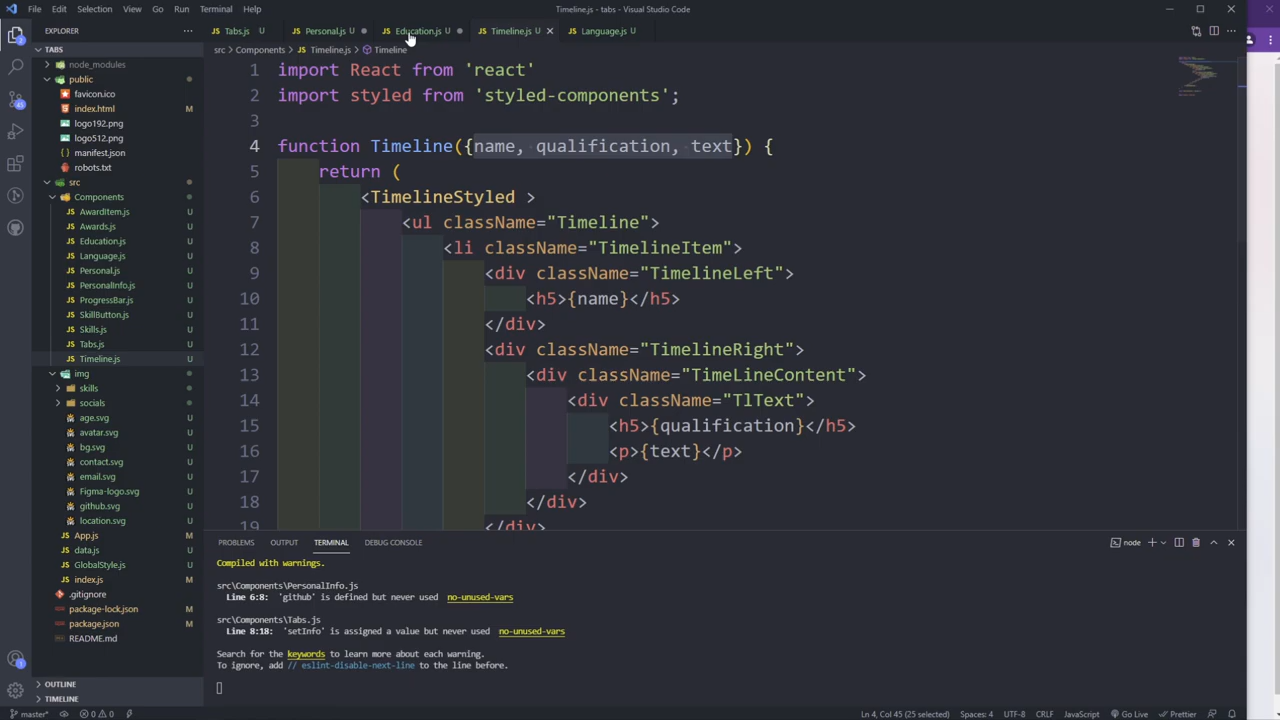 File Edit Selection View Go Run Terminal Help
Timeline.js - tabs - Visual Studio Code
EXPLORER
Tabs.js U
Personal.js U
Education.js U
Timeline.js U
Language.js U
TABS
src > Components > Timeline.js > Timeline
node_modules
public
favicon.ico U
index.html M
logo192.png U
logo512.png U
manifest.json U
robots.txt U
src
Components
AwardItem.js U
Awards.js U
Education.js U
Language.js U
Personal.js U
PersonalInfo.js U
ProgressBar.js U
SkillButton.js U
Skills.js U
Tabs.js U
Timeline.js U
img
skills
socials
age.svg U
avatar.svg U
bg.svg U
contact.svg U
email.svg U
Figma-logo.svg U
github.svg U
location.svg U
App.js M
data.js U
GlobalStyle.js U
index.js M
.gitignore
package-lock.json M
package.json M
README.md M
OUTLINE
TIMELINE
1 import React from 'react'
2 import styled from 'styled-components';
3
4 function Timeline({name, qualification, text}) {
5 return (
6 <TimelineStyled >
7 <ul className="Timeline">
8 <li className="TimelineItem">
9 <div className="TimelineLeft">
10 <h5>{name}</h5>
11 </div>
12 <div className="TimelineRight">
13 <div className="TimeLineContent">
14 <div className="TlText">
15 <h5>{qualification}</h5>
16 <p>{text}</p>
17 </div>
18 </div>
19 </div>
PROBLEMS OUTPUT TERMINAL DEBUG CONSOLE
node
Compiled with warnings.
src\Components\PersonalInfo.js
Line 6:8: 'github' is defined but never used no-unused-vars
src\Components\Tabs.js
Line 8:18: 'setInfo' is assigned a value but never used no-unused-vars
Search for the keywords to learn more about each warning.
To ignore, add // eslint-disable-next-line to the line before.
master* 0 0
Ln 4, Col 45 (25 selected) Spaces: 4 UTF-8 CRLF JavaScript Go Live Prettier